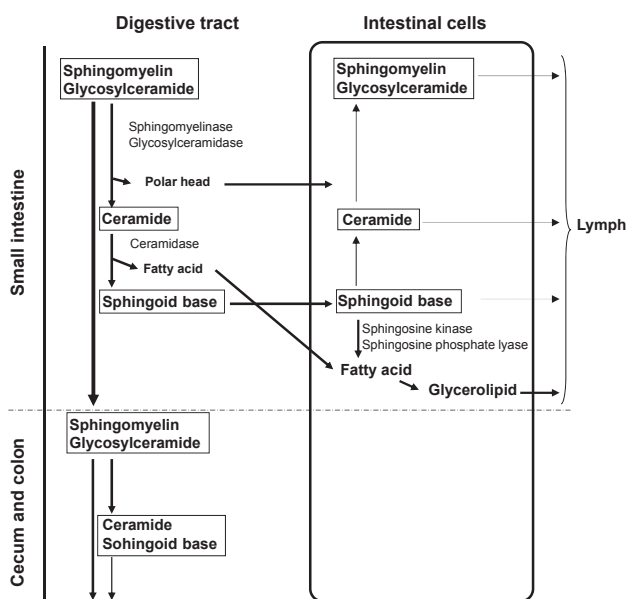 Digestive tract
Intestinal cells
Small intestine
Sphingomyelin
Glycosylceramide
Sphingomyelinase
Glycosylceramidase
Polar head
Ceramide
Ceramidase
Fatty acid
Sphingoid base
Sphingomyelin
Glycosylceramide
Ceramide
Sphingoid base
Sphingosine kinase
Sphingosine phosphate lyase
Fatty acid
Glycerolipid
Lymph
Cecum and colon
Sphingomyelin
Glycosylceramide
Ceramide
Sohingoid base